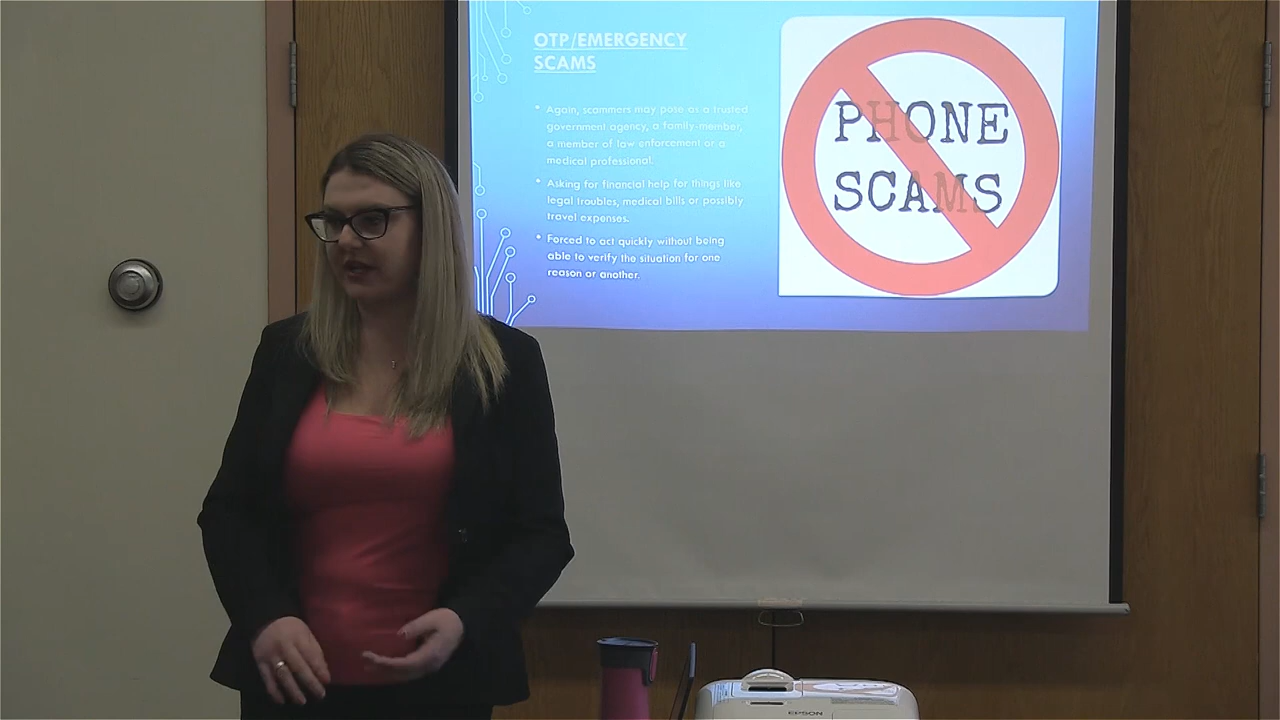 OTP/EMERGENCY
SCAMS
• Again, scammers may pose as a trusted
government agency, a family-member,
a member of law enforcement or a
medical professional.
• Asking for financial help for things like
legal troubles, medical bills or possibly
travel expenses.
• Forced to act quickly without being
able to verify the situation for one
reason or another.
PHONE
SCAMS
EPSON